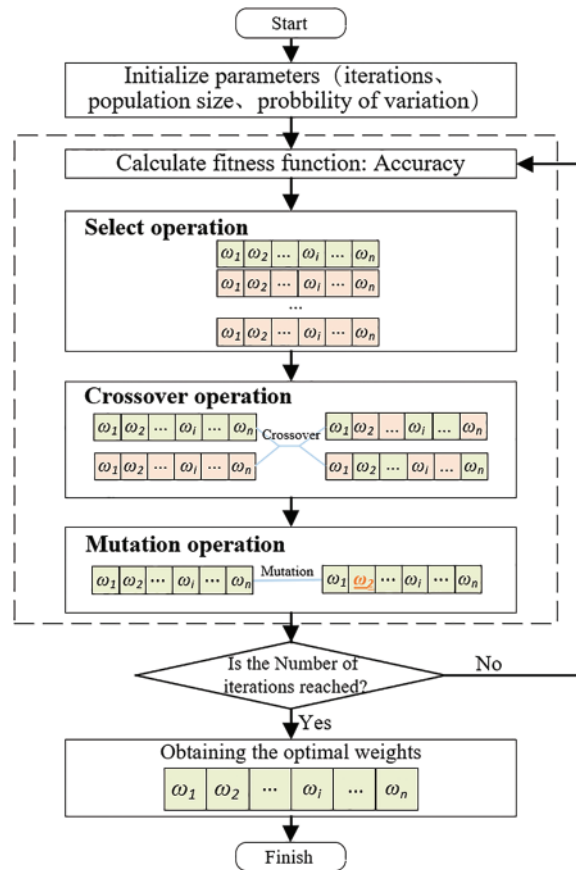 Start
Initialize parameters（iterations、
population size、probbility of variation）
Calculate fitness function: Accuracy
Select operation
ω1 ω2 ... ωi ... ωn
ω1 ω2 ... ωi ... ωn
...
ω1 ω2 ... ωi ... ωn
Crossover operation
ω1 ω2 ... ωi ... ωn Crossover ω1 ω2 ... ωi ... ωn
ω1 ω2 ... ωi ... ωn ω1 ω2 ... ωi ... ωn
Mutation operation
ω1 ω2 ... ωi ... ωn Mutation ω1 ω2 ... ωi ... ωn
Is the Number of
iterations reached?
No
Yes
Obtaining the optimal weights
ω1 ω2 ... ωi ... ωn
Finish